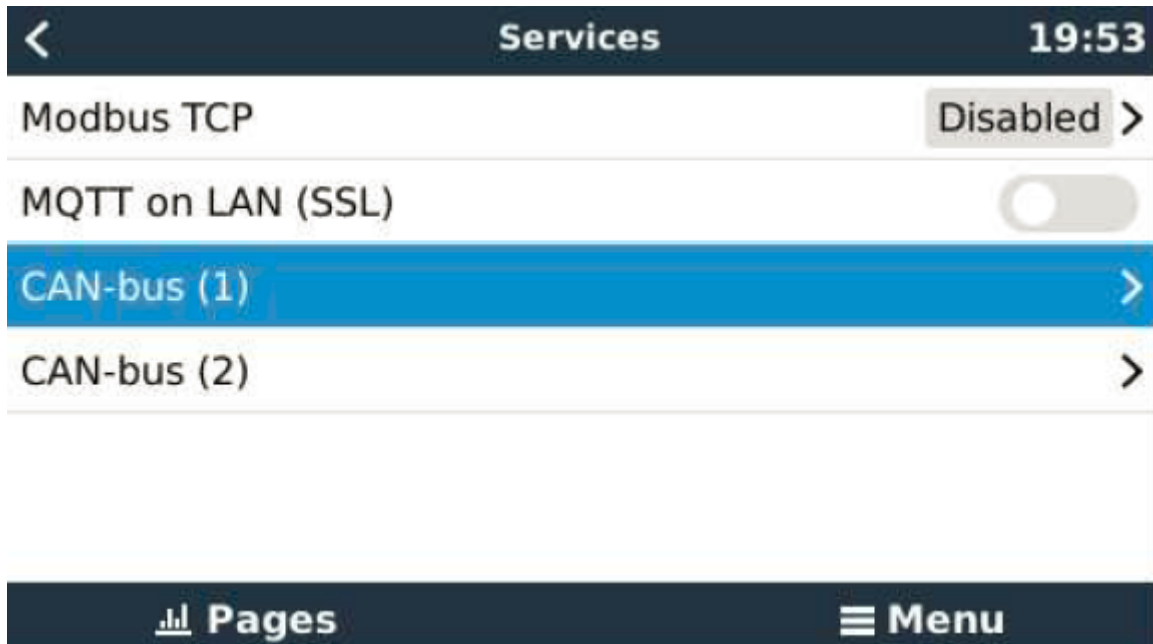 Services 19:53
Modbus TCP Disabled
MQTT on LAN (SSL)
CAN-bus (1)
CAN-bus (2)
Pages Menu